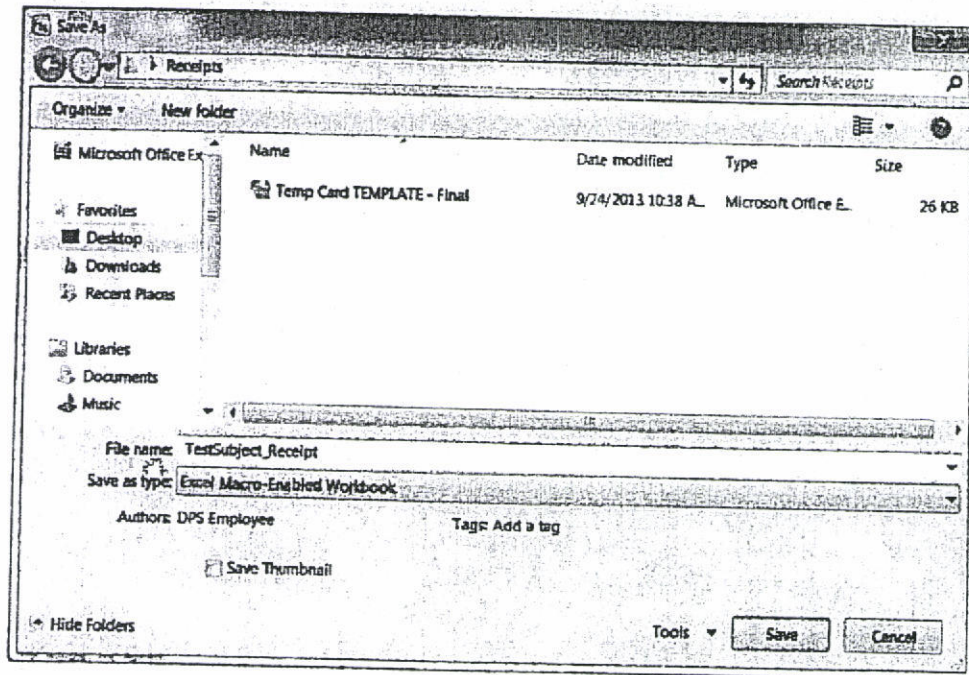 Save As
Receipts
Search Receipts
Organize
New folder
Microsoft Office Ex
Name
Date modified
Type
Size
Temp Card TEMPLATE - Final
9/24/2013 10:38 A...
Microsoft Office E...
26 KB
Favorites
Desktop
Downloads
Recent Places
Libraries
Documents
Music
File name: TestSubject_Receipt
Save as type: Excel Macro-Enabled Workbook
Authors: DPS Employee
Tags: Add a tag
Save Thumbnail
Hide Folders
Tools
Save
Cancel